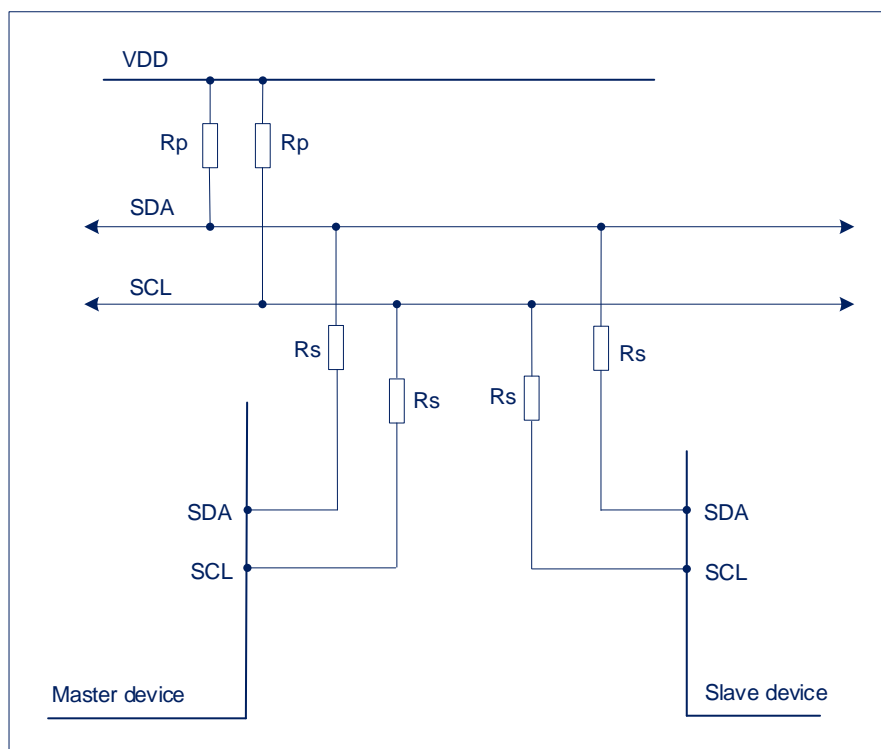 VDD
Rp
Rp
SDA
SCL
Rs
Rs
Rs
Rs
SDA
SCL
SDA
SCL
Master device
Slave device